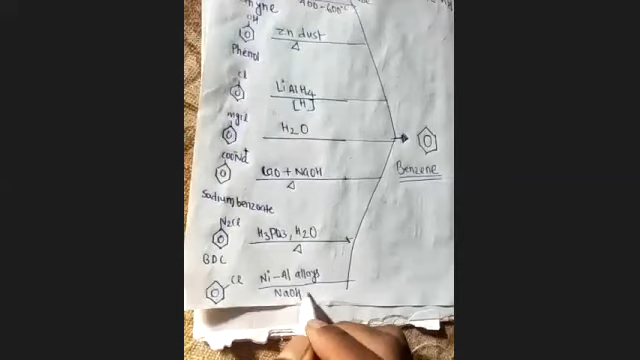 yne
400-600°C
OH
Zn dust
Δ
Phenol
Cl
LiAlH4
[H]
mgcl
H2O
Benzene
COONa
CaO + NaOH
Δ
Sodium benzoate
N2Cl
H3PO3, H2O
Δ
BDC
Cl
Ni-Al alloys
NaOH